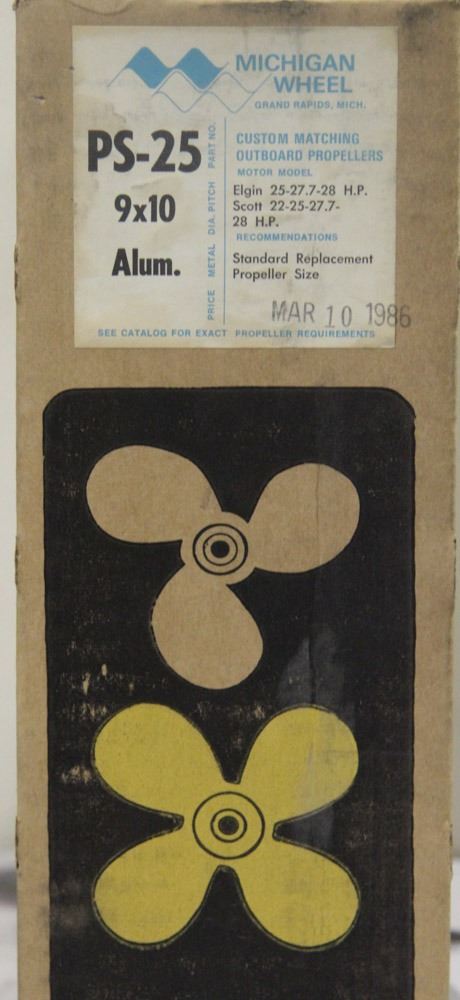 MICHIGAN
WHEEL
GRAND RAPIDS, MICH.
PS-25
9x10
Alum.
PRICE METAL DIA. PITCH PART NO.
CUSTOM MATCHING
OUTBOARD PROPELLERS
MOTOR MODEL
Elgin 25-27.7-28 H.P.
Scott 22-25-27.7-
28 H.P.
RECOMMENDATIONS
Standard Replacement
Propeller Size
MAR 10 1986
SEE CATALOG FOR EXACT PROPELLER REQUIREMENTS